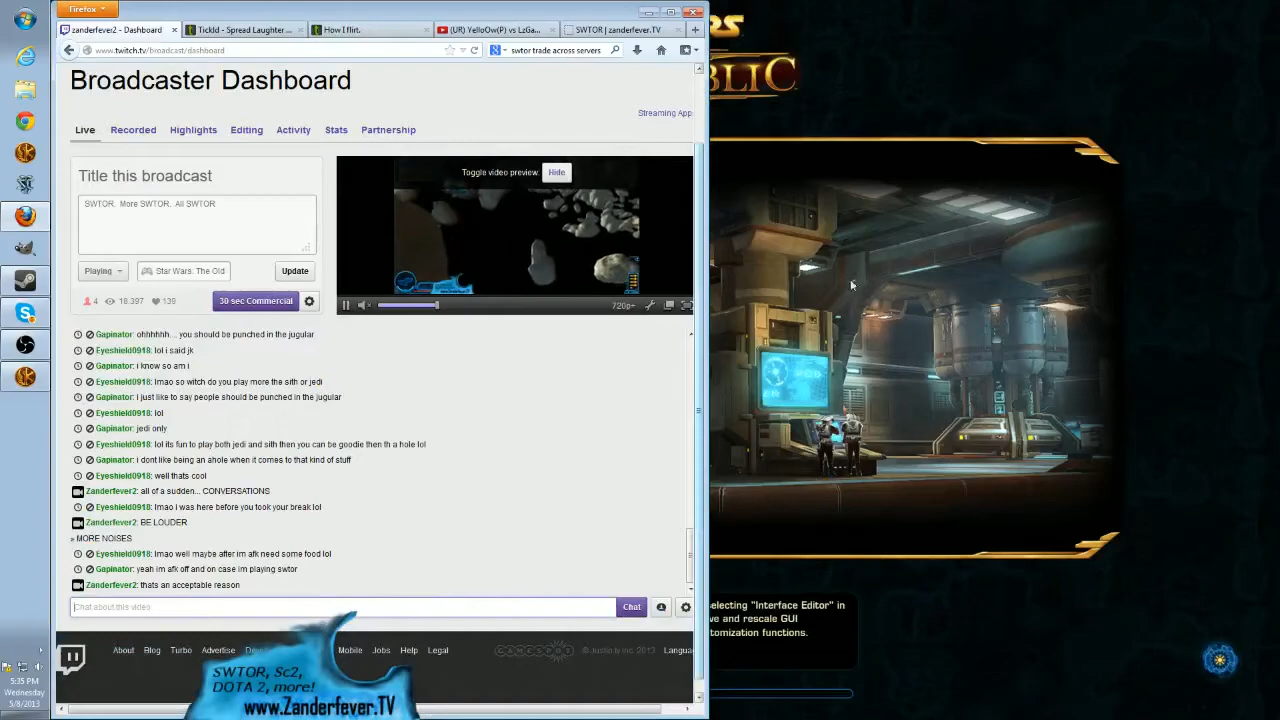 Firefox
zanderfever2 - Dashboard
TickId - Spread Laughter...
How I flirt.
(UR) YelloOw(P) vs LzGa...
SWTOR | zanderfever.TV
www.twitch.tv/broadcast/dashboard
swtor trade across servers
RS
BLIC
Broadcaster Dashboard
Streaming App
Live Recorded Highlights Editing Activity Stats Partnership
Title this broadcast
SWTOR. More SWTOR. All SWTOR
Toggle video preview: Hide
Playing
Star Wars: The Old
Update
4 18,397 139
30 sec Commercial
720p+
Gapinator: ohhhhhh.... you should be punched in the jugular
Eyeshield0918: lol i said jk
Gapinator: i know so am i
Eyeshield0918: lmao so witch do you play more the sith or jedi
Gapinator: i just like to say people should be punched in the jugular
Eyeshield0918: lol
Gapinator: jedi only
Eyeshield0918: lol its fun to play both jedi and sith then you can be goodie then th a hole lol
Gapinator: i dont like being an ahole when it comes to that kind of stuff
Eyeshield0918: well thats cool
Zanderfever2: all of a sudden... CONVERSATIONS
Eyeshield0918: lmao i was here before you took your break lol
Zanderfever2: BE LOUDER
» MORE NOISES
Eyeshield0918: lmao well maybe after im afk need some food lol
Gapinator: yeah im afk off and on case im playing swtor
Zanderfever2: thats an acceptable reason
Chat about this video
Chat
selecting "Interface Editor" in
ve and rescale GUI
tomization functions.
About Blog Turbo Advertise Mobile Jobs Help Legal
GAMESPOT
© Justin.tv, Inc. 2013
Langua
SWTOR, Sc2,
DOTA 2, more!
www.Zanderfever.TV
5:35 PM
Wednesday
5/8/2013